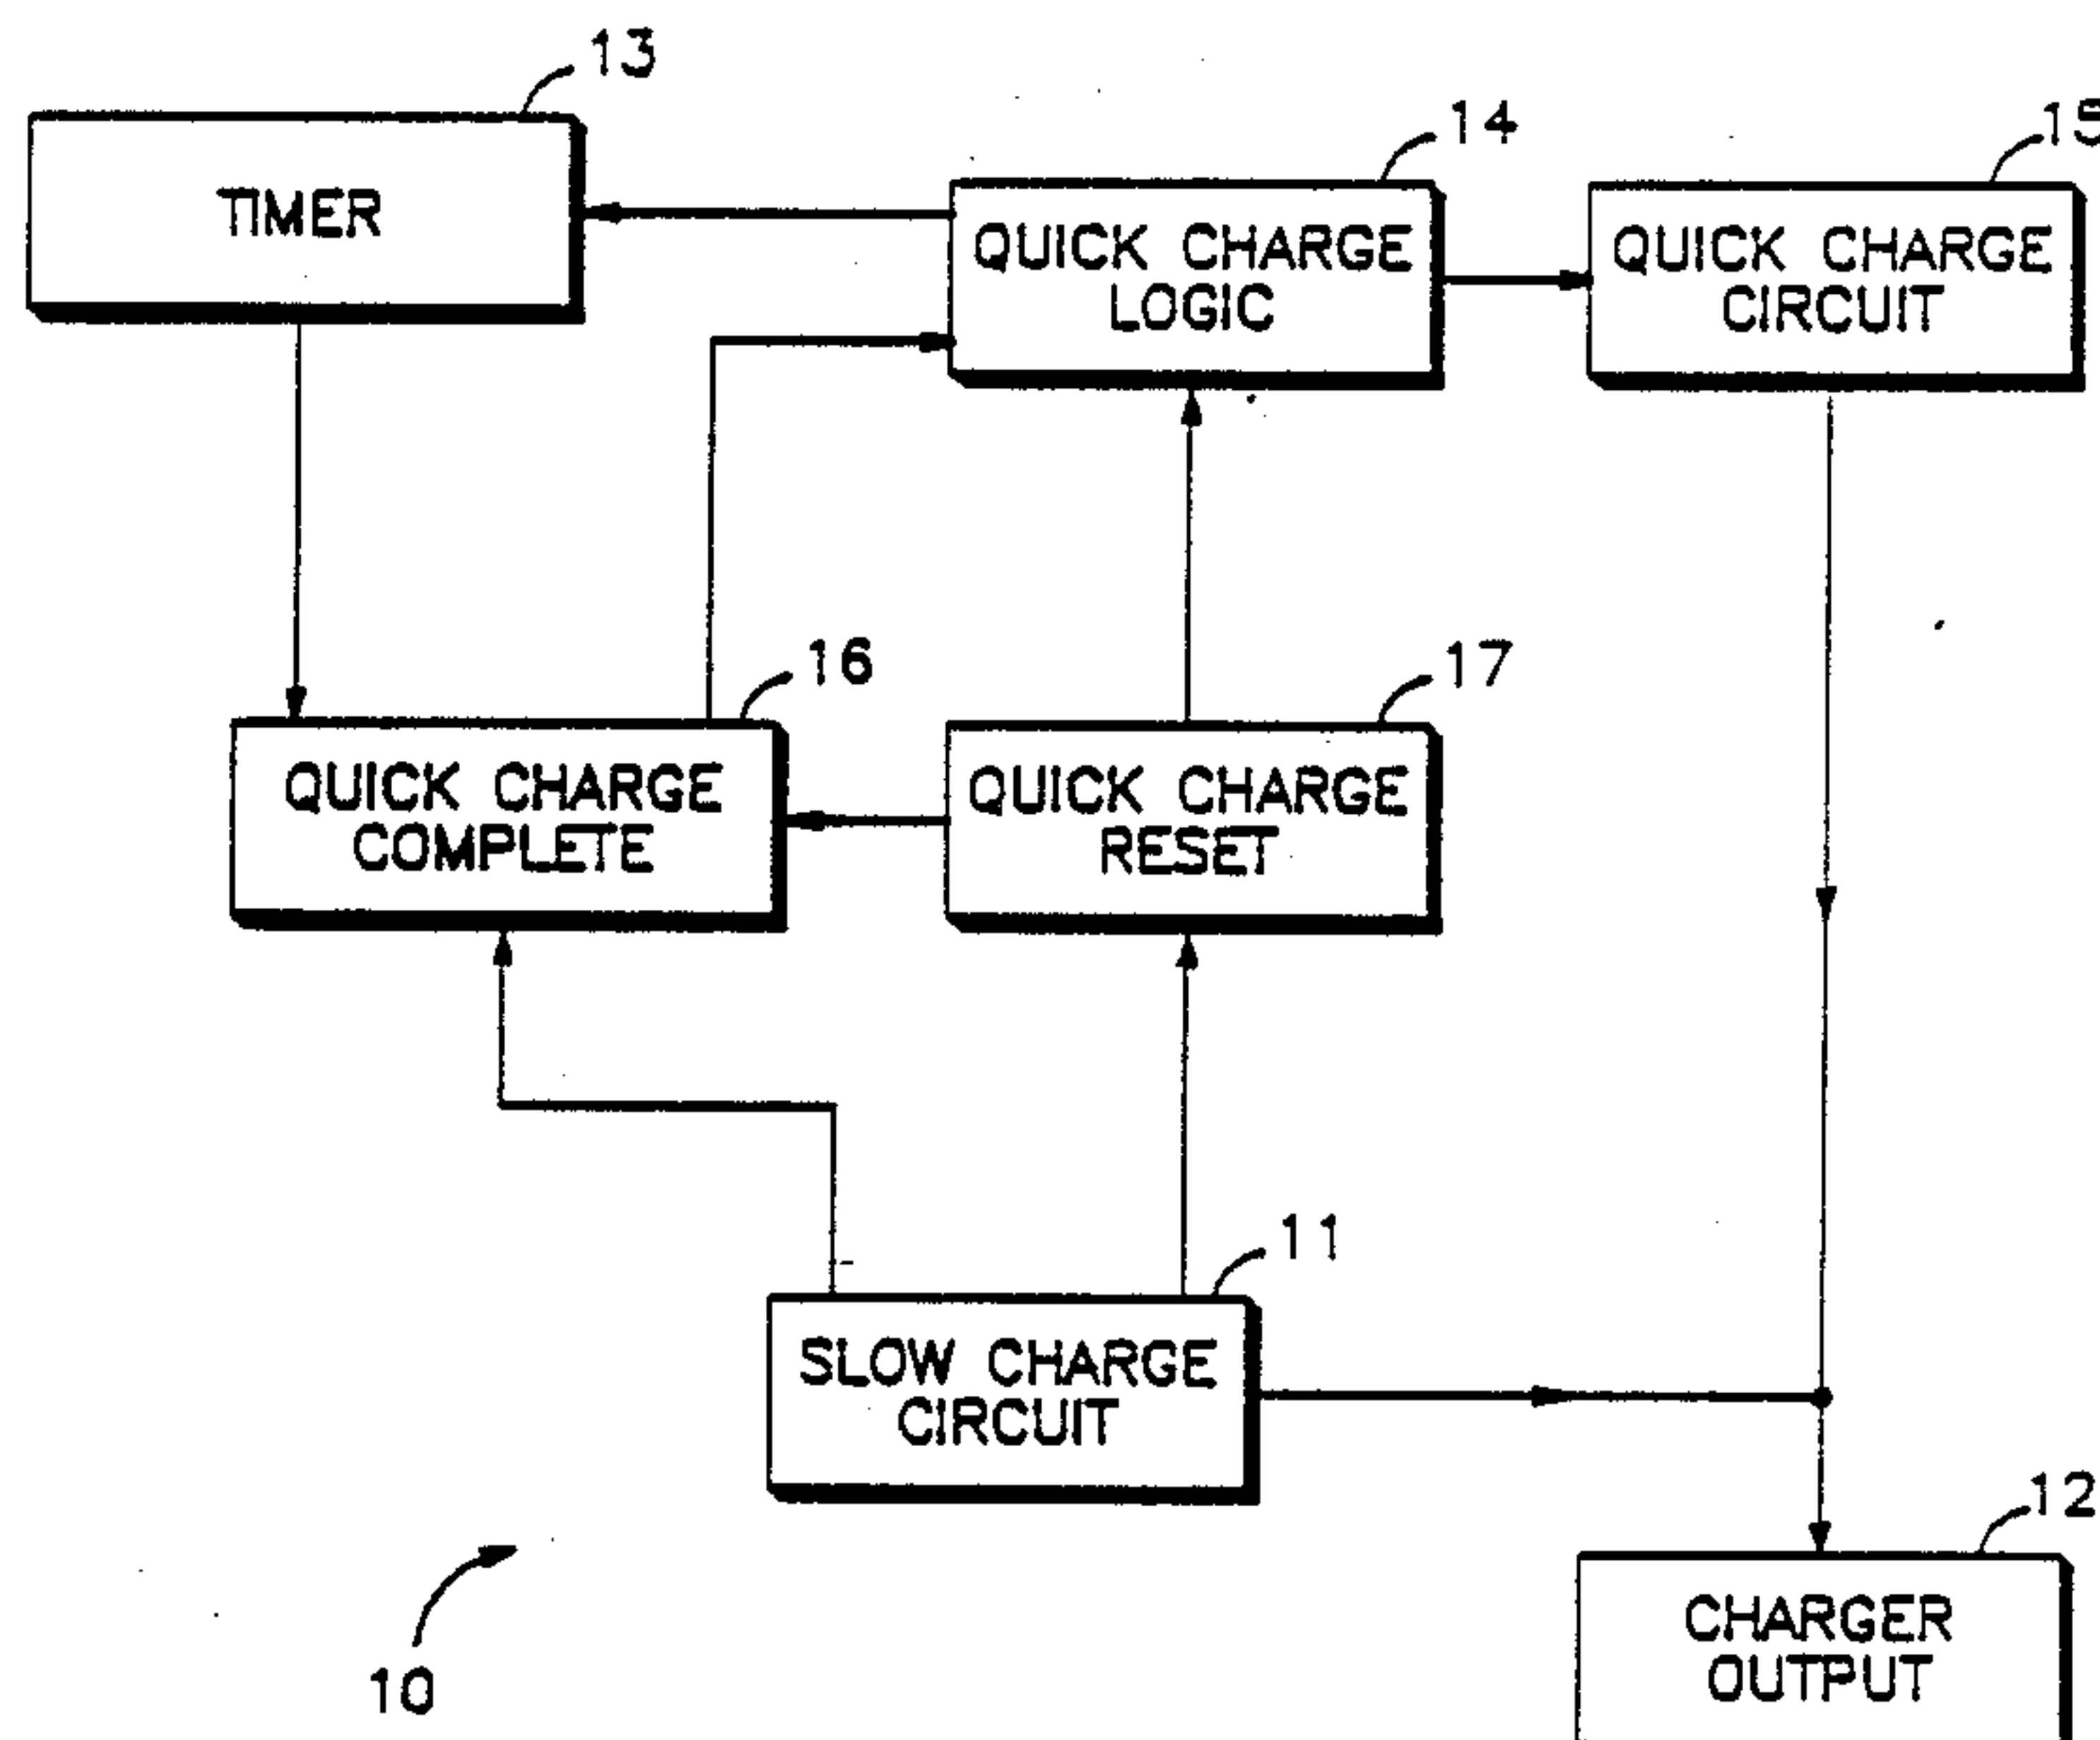 13
TIMER
14
QUICK CHARGE
LOGIC
15
QUICK CHARGE
CIRCUIT
16
QUICK CHARGE
COMPLETE
17
QUICK CHARGE
RESET
11
SLOW CHARGE
CIRCUIT
12
CHARGER
OUTPUT
10